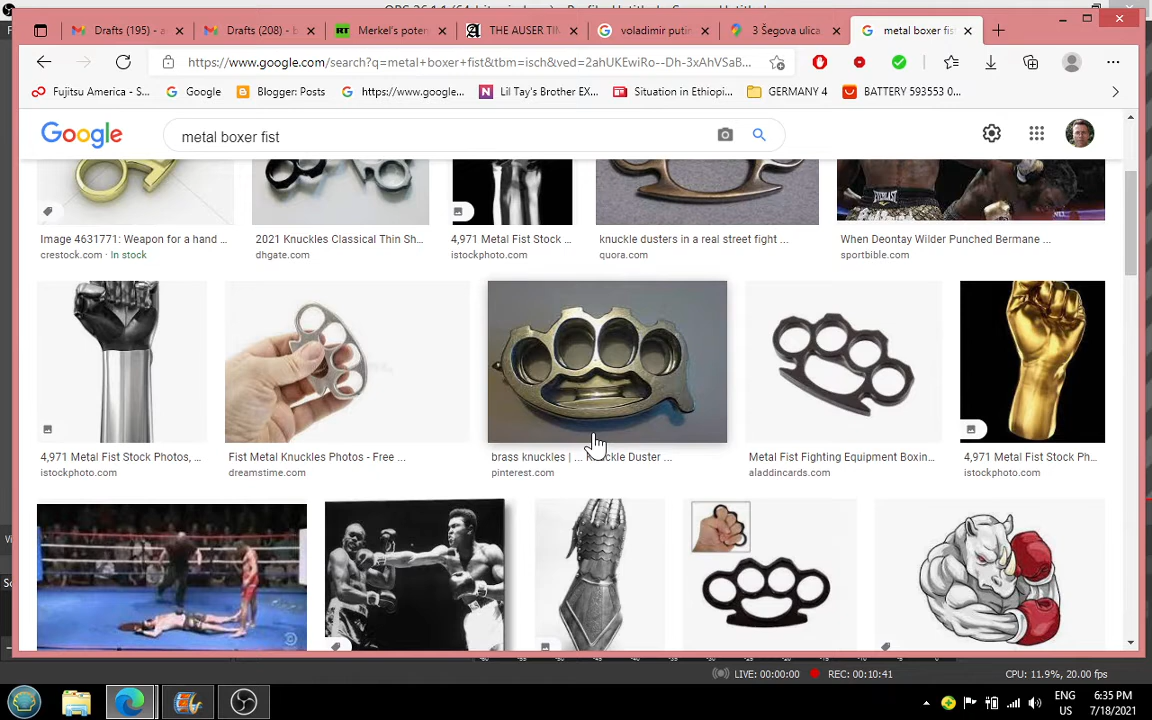 Drafts (195) - a
Drafts (208) - b
RT Merkel's poten
THE AUSER TIM
voladimir putin
3 Šegova ulica
metal boxer fis
https://www.google.com/search?q=metal+boxer+fist&tbm=isch&ved=2ahUKEwiRo--Dh-3xAhVSaB...
Fujitsu America - S...
Google
Blogger: Posts
https://www.google...
Lil Tay's Brother EX...
Situation in Ethiopi...
GERMANY 4
BATTERY 593553 0...
Google
metal boxer fist
EVERLAST
Image 4631771: Weapon for a hand ...
crestock.com · In stock
2021 Knuckles Classical Thin Sh...
dhgate.com
4,971 Metal Fist Stock ...
istockphoto.com
knuckle dusters in a real street fight ...
quora.com
When Deontay Wilder Punched Bermane ...
sportbible.com
4,971 Metal Fist Stock Photos, ...
istockphoto.com
Fist Metal Knuckles Photos - Free ...
dreamstime.com
brass knuckles | ... Knuckle Duster ...
pinterest.com
Metal Fist Fighting Equipment Boxin...
aladdincards.com
4,971 Metal Fist Stock Ph...
istockphoto.com
LIVE: 00:00:00
REC: 00:10:41
CPU: 11.9%, 20.00 fps
ENG
US
6:35 PM
7/18/2021